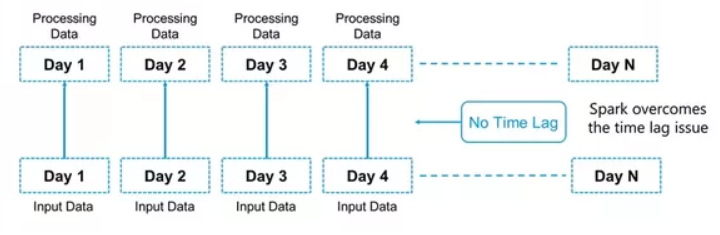 Processing
Data
Processing
Data
Processing
Data
Processing
Data
Day 1
Day 2
Day 3
Day 4
Day N
No Time Lag
Spark overcomes
the time lag issue
Day 1
Day 2
Day 3
Day 4
Day N
Input Data
Input Data
Input Data
Input Data